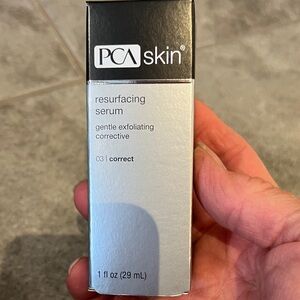 PCA skin®
resurfacing
serum
gentle exfoliating
corrective
03 | correct
1 fl oz (29 mL)